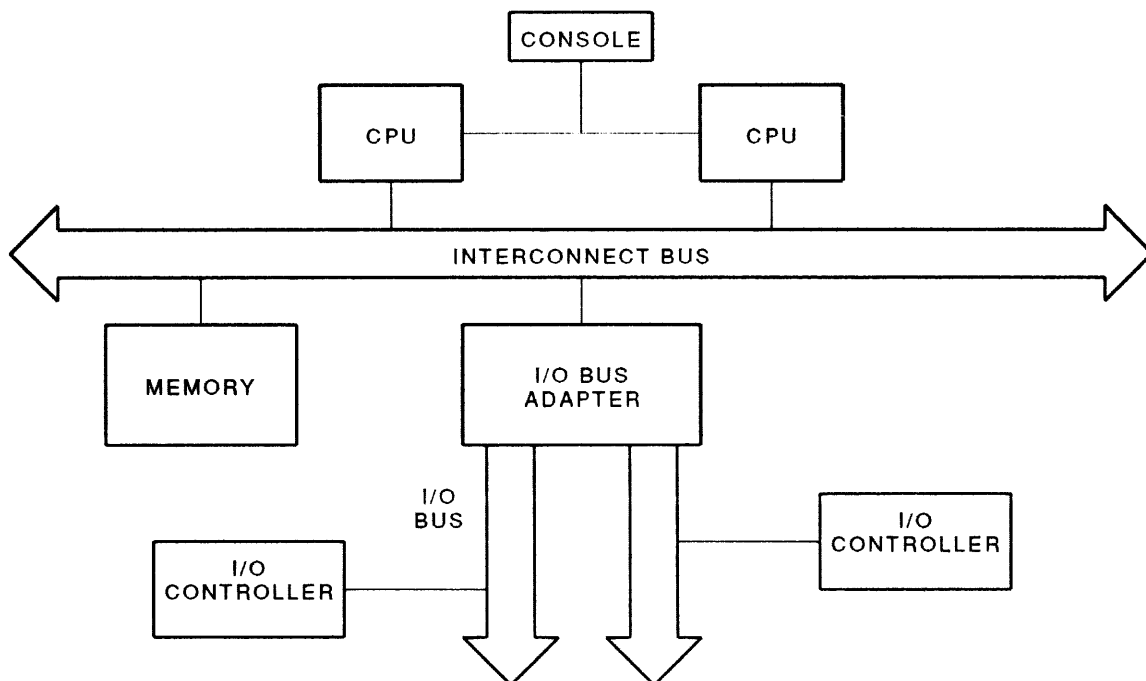 CONSOLE
CPU
CPU
INTERCONNECT BUS
MEMORY
I/O BUS
ADAPTER
I/O
BUS
I/O
CONTROLLER
I/O
CONTROLLER